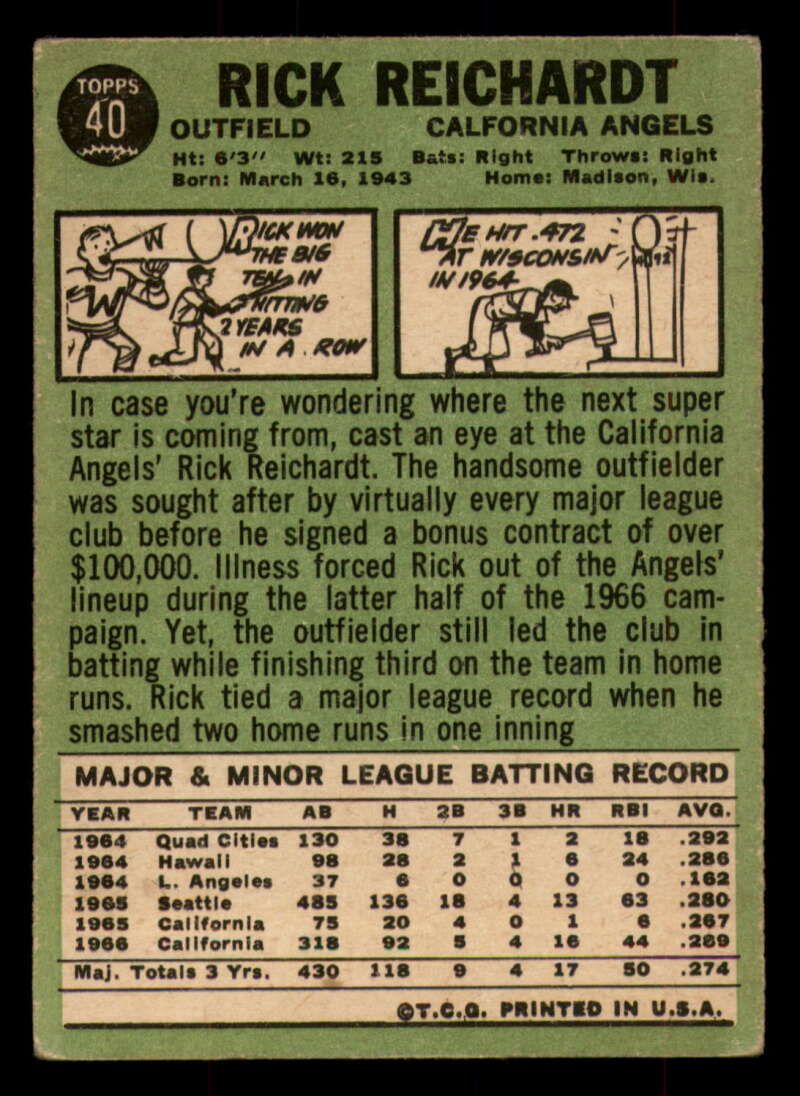 TOPPS
40
RICK REICHARDT
OUTFIELD CALFORNIA ANGELS
Ht: 6'3" Wt: 215 Bats: Right Throws: Right
Born: March 16, 1943 Home: Madison, Wis.
W
W
RICK WON
THE BIG
TEN IN
HITTING
2 YEARS
IN A ROW
HE HIT .472
AT WISCONSIN
IN 1964
In case you're wondering where the next super
star is coming from, cast an eye at the California
Angels' Rick Reichardt. The handsome outfielder
was sought after by virtually every major league
club before he signed a bonus contract of over
$100,000. Illness forced Rick out of the Angels'
lineup during the latter half of the 1966 cam-
paign. Yet, the outfielder still led the club in
batting while finishing third on the team in home
runs. Rick tied a major league record when he
smashed two home runs in one inning
MAJOR & MINOR LEAGUE BATTING RECORD
YEAR TEAM AB H 2B 3B HR RBI AVG.
1964 Quad Cities 130 38 7 1 2 18 .292
1964 Hawaii 98 28 2 1 6 24 .286
1964 L. Angeles 37 6 0 0 0 0 .162
1965 Seattle 485 136 18 4 13 63 .280
1965 California 75 20 4 0 1 6 .267
1966 California 318 92 5 4 16 44 .289
Maj. Totals 3 Yrs. 430 118 9 4 17 50 .274
©T.C.G. PRINTED IN U.S.A.